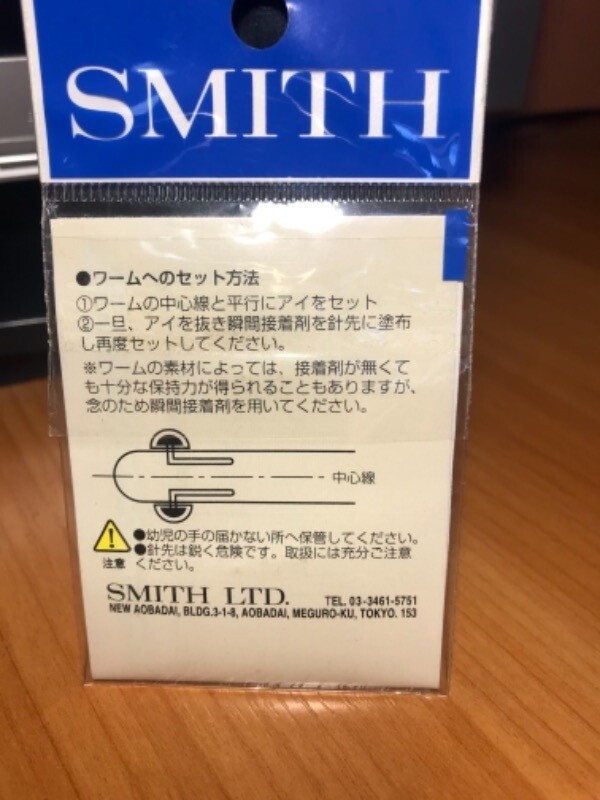 SMITH
●ワームへのセット方法
①ワームの中心線と平行にアイをセット
②一旦、アイを抜き瞬間接着剤を針先に塗布
し再度セットしてください。
※ワームの素材によっては、接着剤が無くて
も十分な保持力が得られることもありますが、
念のため瞬間接着剤を用いてください。
中心線
●幼児の手の届かない所へ保管してください。
●針先は鋭く危険です。取扱には充分ご注意
注意 ください。
SMITH LTD. TEL. 03-3461-5751
NEW AOBADAI, BLDG.3-1-8, AOBADAI, MEGURO-KU, TOKYO. 153